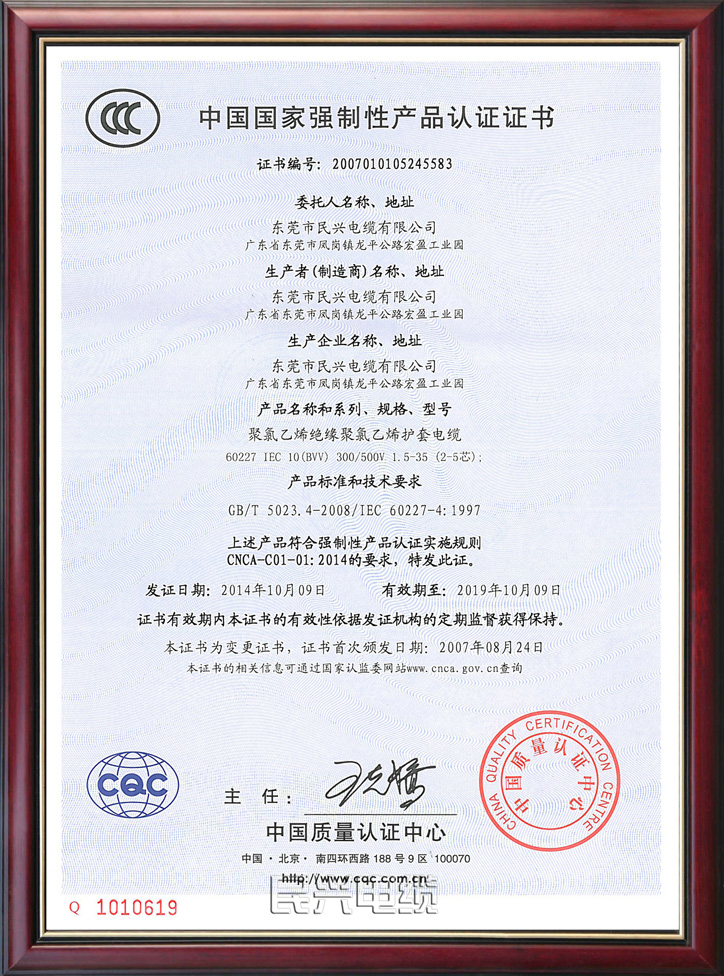 CCC
中国国家强制性产品认证证书
证书编号：2007010105245583
委托人名称、地址
东莞市民兴电缆有限公司
广东省东莞市凤岗镇龙平公路宏盈工业园
生产者(制造商)名称、地址
东莞市民兴电缆有限公司
广东省东莞市凤岗镇龙平公路宏盈工业园
生产企业名称、地址
东莞市民兴电缆有限公司
广东省东莞市凤岗镇龙平公路宏盈工业园
产品名称和系列、规格、型号
聚氯乙烯绝缘聚氯乙烯护套电缆
60227 IEC 10(BVV) 300/500V 1.5-35 (2-5芯);
产品标准和技术要求
GB/T 5023.4-2008/IEC 60227-4:1997
上述产品符合强制性产品认证实施规则
CNCA-C01-01:2014的要求，特发此证。
发证日期：2014年10月09日 有效期至：2019年10月09日
证书有效期内本证书的有效性依据发证机构的定期监督获得保持。
本证书为变更证书，证书首次颁发日期：2007年08月24日
本证书的相关信息可通过国家认监委网站www.cnca.gov.cn查询
CQC
主 任：
CHINA QUALITY CERTIFICATION CENTRE
中国质量认证中心
中国质量认证中心
中国·北京·南四环西路188号9区 100070
http://www.cqc.com.cn
民兴电缆
Q 1010619